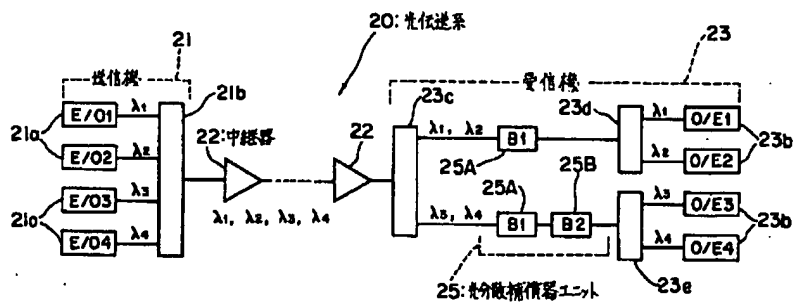 20:光伝送系
21
23
送信機
受信機
21b
23c
23d
21a
E/O1
λ1
22:中継器
22
λ1, λ2
B1
25A
λ1
O/E1
23b
E/O2
λ2
λ2
O/E2
25A
25B
21a
E/O3
λ3
λ1, λ2, λ3, λ4
λ3, λ4
B1
B2
λ3
O/E3
23b
E/O4
λ4
λ4
O/E4
25:光分散補償器ユニット
23e